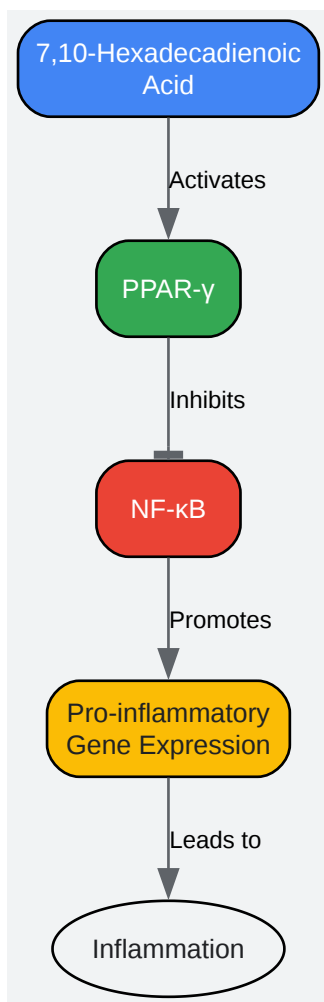 7,10-Hexadecadienoic
Acid
Activates
PPAR-γ
Inhibits
NF-κB
Promotes
Pro-inflammatory
Gene Expression
Leads to
Inflammation